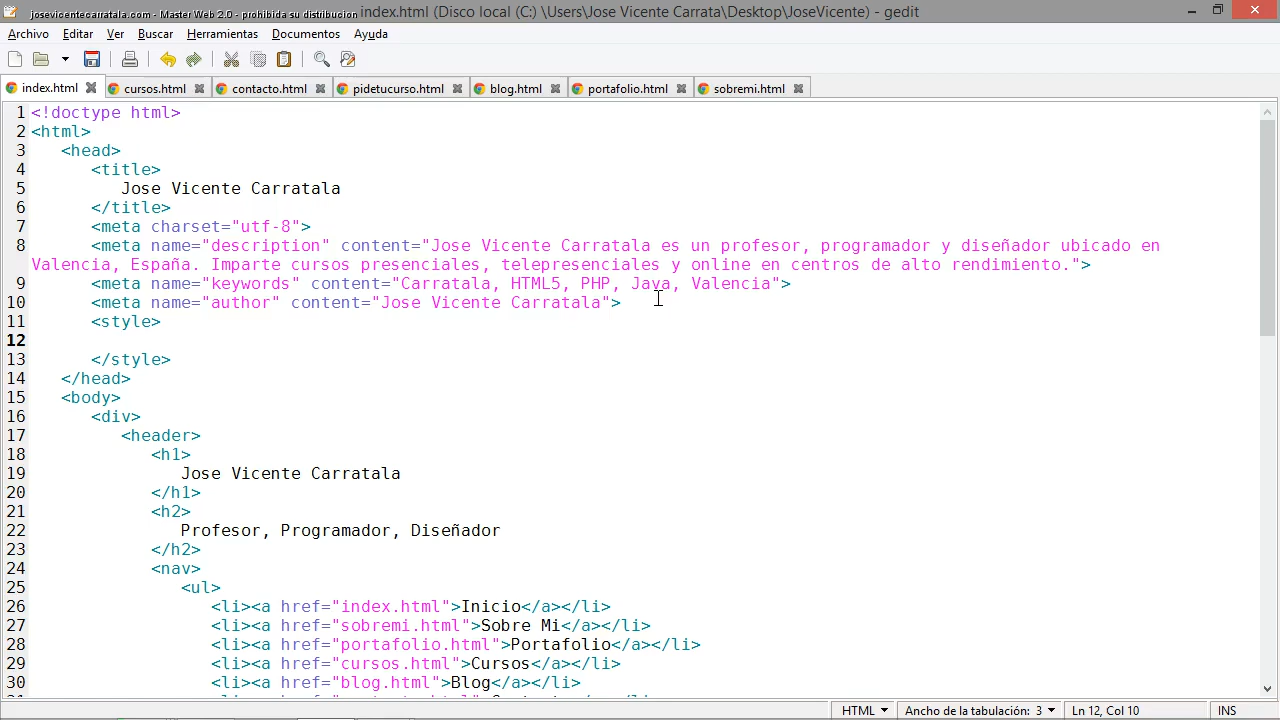 josevicentecarratala.com - Master Web 2.0 - prohibida su distribucion index.html (Disco local (C:) \Users\Jose Vicente Carrata\Desktop\JoseVicente) - gedit
Archivo Editar Ver Buscar Herramientas Documentos Ayuda
index.html cursos.html contacto.html pidetucurso.html blog.html portafolio.html sobremi.html
1 <!doctype html>
2 <html>
3 <head>
4 <title>
5 Jose Vicente Carratala
6 </title>
7 <meta charset="utf-8">
8 <meta name="description" content="Jose Vicente Carratala es un profesor, programador y diseñador ubicado en
Valencia, España. Imparte cursos presenciales, telepresenciales y online en centros de alto rendimiento.">
9 <meta name="keywords" content="Carratala, HTML5, PHP, Java, Valencia">
10 <meta name="author" content="Jose Vicente Carratala">
11 <style>
12
13 </style>
14 </head>
15 <body>
16 <div>
17 <header>
18 <h1>
19 Jose Vicente Carratala
20 </h1>
21 <h2>
22 Profesor, Programador, Diseñador
23 </h2>
24 <nav>
25 <ul>
26 <li><a href="index.html">Inicio</a></li>
27 <li><a href="sobremi.html">Sobre Mi</a></li>
28 <li><a href="portafolio.html">Portafolio</a></li>
29 <li><a href="cursos.html">Cursos</a></li>
30 <li><a href="blog.html">Blog</a></li>
HTML Ancho de la tabulación: 3 Ln 12, Col 10 INS